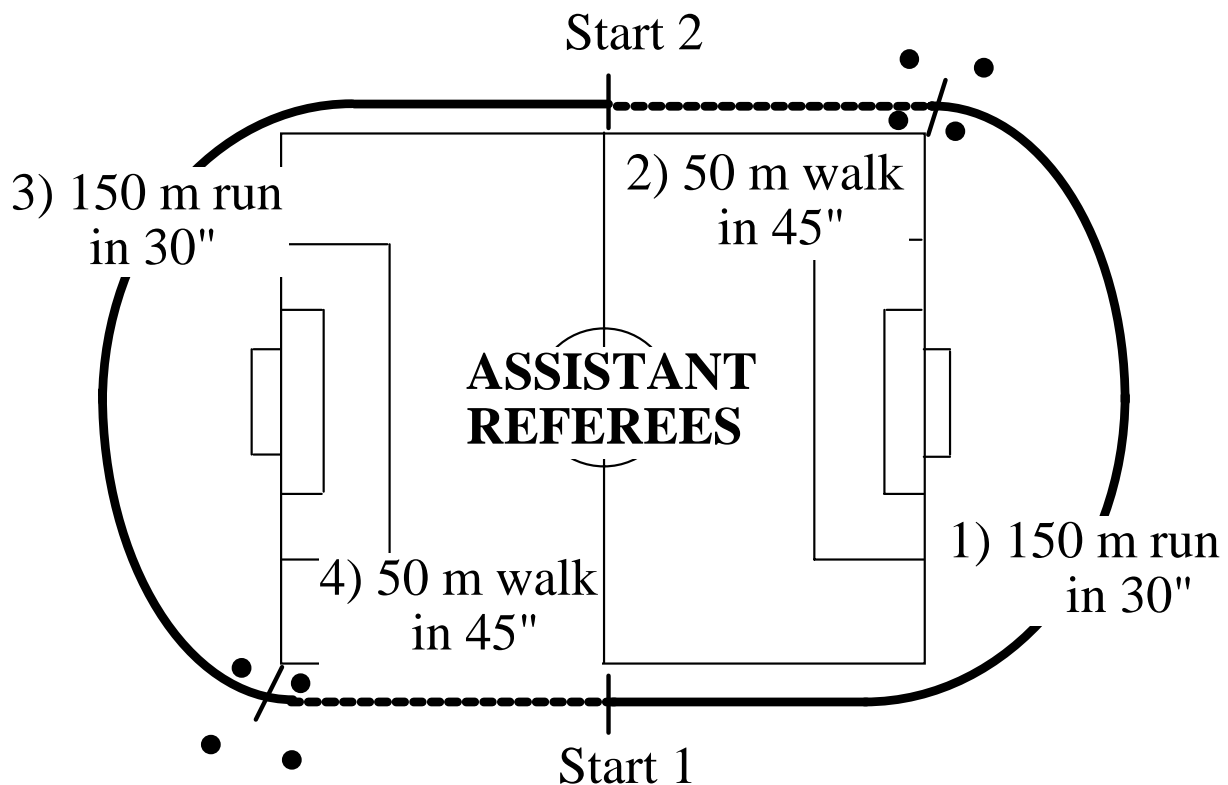 Start 2
3) 150 m run
in 30"
2) 50 m walk
in 45"
ASSISTANT
REFEREES
4) 50 m walk
in 45"
1) 150 m run
in 30"
Start 1